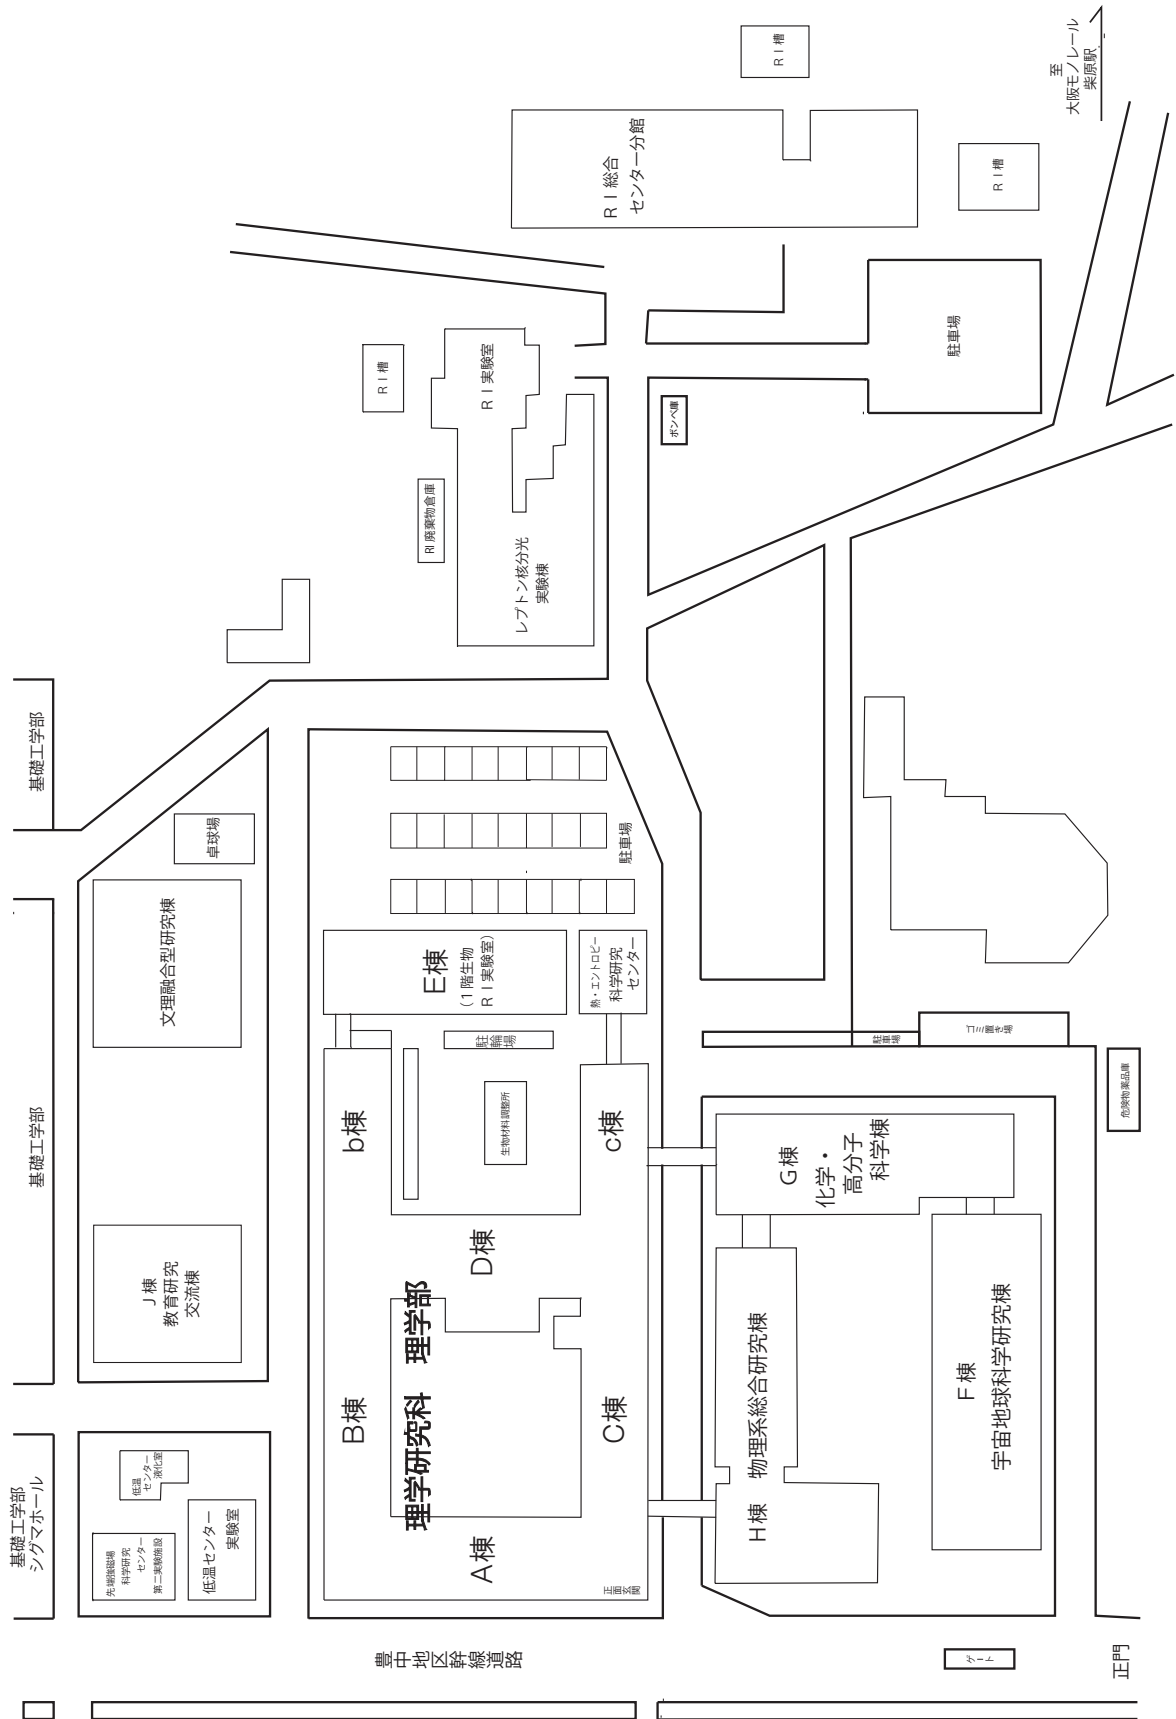 基礎工学部
シグマホール
基礎工学部
基礎工学部
先端強磁場
科学研究
センター
第二実験施設
低温
センター
液化室
低温センター
実験室
J棟
教育研究
交流棟
文理融合型研究棟
卓球場
豊中地区幹線道路
理学研究科 理学部
A棟
B棟
b棟
C棟
c棟
D棟
正面玄関
生物材料調整所
駐輪場
E棟
(1階生物
RI実験室)
熱・エントロピー
科学研究
センター
駐車場
H棟 物理系総合研究棟
G棟
化学・
高分子
科学棟
F棟
宇宙地球科学研究棟
ゲート
正門
駐車場
ゴミ置き場
危険物薬品庫
レプトン核分光
実験棟
RI廃棄物倉庫
RI実験室
RI槽
ボンベ庫
駐車場
RI総合
センター分館
RI槽
RI槽
至
大阪モノレール
柴原駅